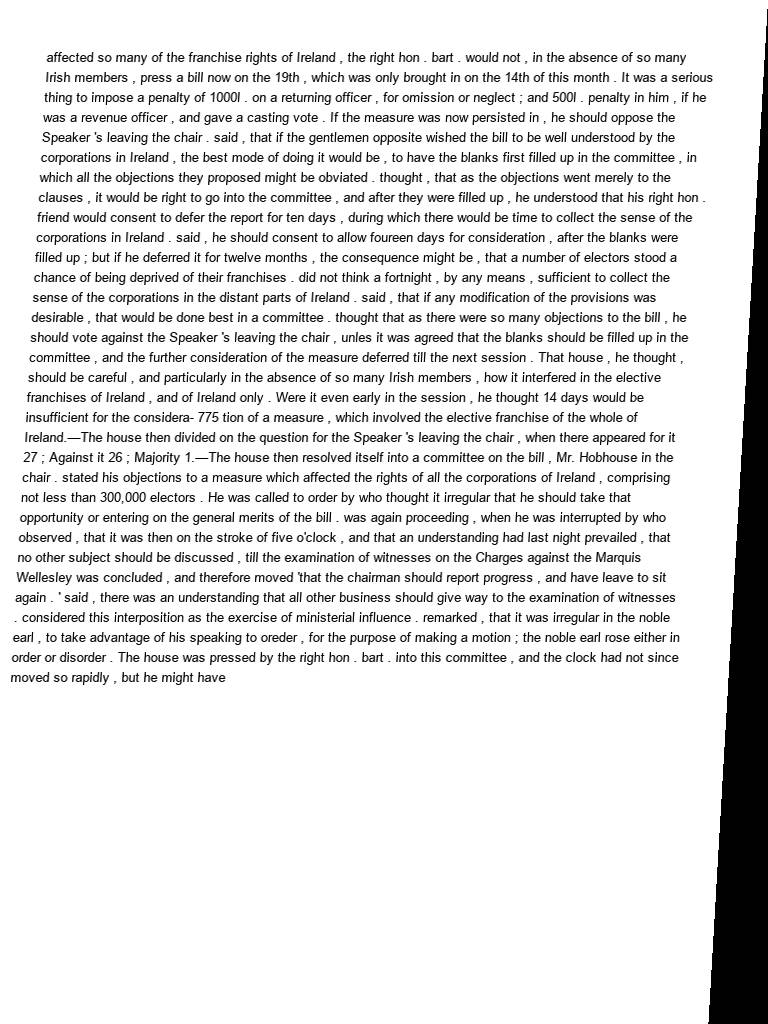 affected so many of the franchise rights of Ireland , the right hon . bart . would not , in the absence of so many
Irish members , press a bill now on the 19th , which was only brought in on the 14th of this month . It was a serious
thing to impose a penalty of 1000l . on a returning officer , for omission or neglect ; and 500l . penalty in him , if he
was a revenue officer , and gave a casting vote . If the measure was now persisted in , he should oppose the
Speaker 's leaving the chair . said , that if the gentlemen opposite wished the bill to be well understood by the
corporations in Ireland , the best mode of doing it would be , to have the blanks first filled up in the committee , in
which all the objections they proposed might be obviated . thought , that as the objections went merely to the
clauses , it would be right to go into the committee , and after they were filled up , he understood that his right hon .
friend would consent to defer the report for ten days , during which there would be time to collect the sense of the
corporations in Ireland . said , he should consent to allow foureen days for consideration , after the blanks were
filled up ; but if he deferred it for twelve months , the consequence might be , that a number of electors stood a
chance of being deprived of their franchises . did not think a fortnight , by any means , sufficient to collect the
sense of the corporations in the distant parts of Ireland . said , that if any modification of the provisions was
desirable , that would be done best in a committee . thought that as there were so many objections to the bill , he
should vote against the Speaker 's leaving the chair , unless it was agreed that the blanks should be filled up in the
committee , and the further consideration of the measure deferred till the next session . That house , he thought ,
should be careful , and particularly in the absence of so many Irish members , how it interfered in the elective
franchises of Ireland , and of Ireland only . Were it even early in the session , he thought 14 days would be
insufficient for the considera- 775 tion of a measure , which involved the elective franchise of the whole of
Ireland.—The house then divided on the question for the Speaker 's leaving the chair , when there appeared for it
27 ; Against it 26 ; Majority 1.—The house then resolved itself into a committee on the bill , Mr. Hobhouse in the
chair . stated his objections to a measure which affected the rights of all the corporations of Ireland , comprising
not less than 300,000 electors . He was called to order by who thought it irregular that he should take that
opportunity or entering on the general merits of the bill . was again proceeding , when he was interrupted by who
observed , that it was then on the stroke of five o'clock , and that an understanding had last night prevailed , that
no other subject should be discussed , till the examination of witnesses on the Charges against the Marquis
Wellesley was concluded , and therefore moved 'that the chairman should report progress , and have leave to sit
again . ' said , there was an understanding that all other business should give way to the examination of witnesses
. considered this interposition as the exercise of ministerial influence . remarked , that it was irregular in the noble
earl , to take advantage of his speaking to oreder , for the purpose of making a motion ; the noble earl rose either in
order or disorder . The house was pressed by the right hon . bart . into this committee , and the clock had not since
moved so rapidly , but he might have